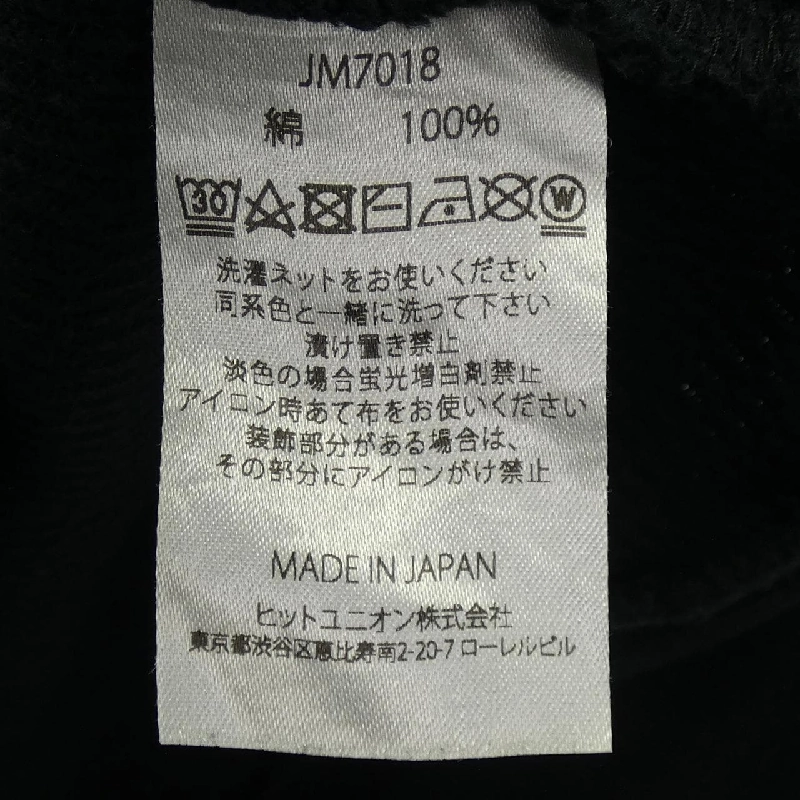 JM7018
綿 100%
30 W
洗濯ネットをお使いください
同系色と一緒に洗って下さい
漬け置き禁止
淡色の場合蛍光増白剤禁止
アイロン時あて布をお使いください
装飾部分がある場合は、
その部分にアイロンがけ禁止
MADE IN JAPAN
ヒットユニオン株式会社
東京都渋谷区恵比寿南2-20-7 ローレルビル